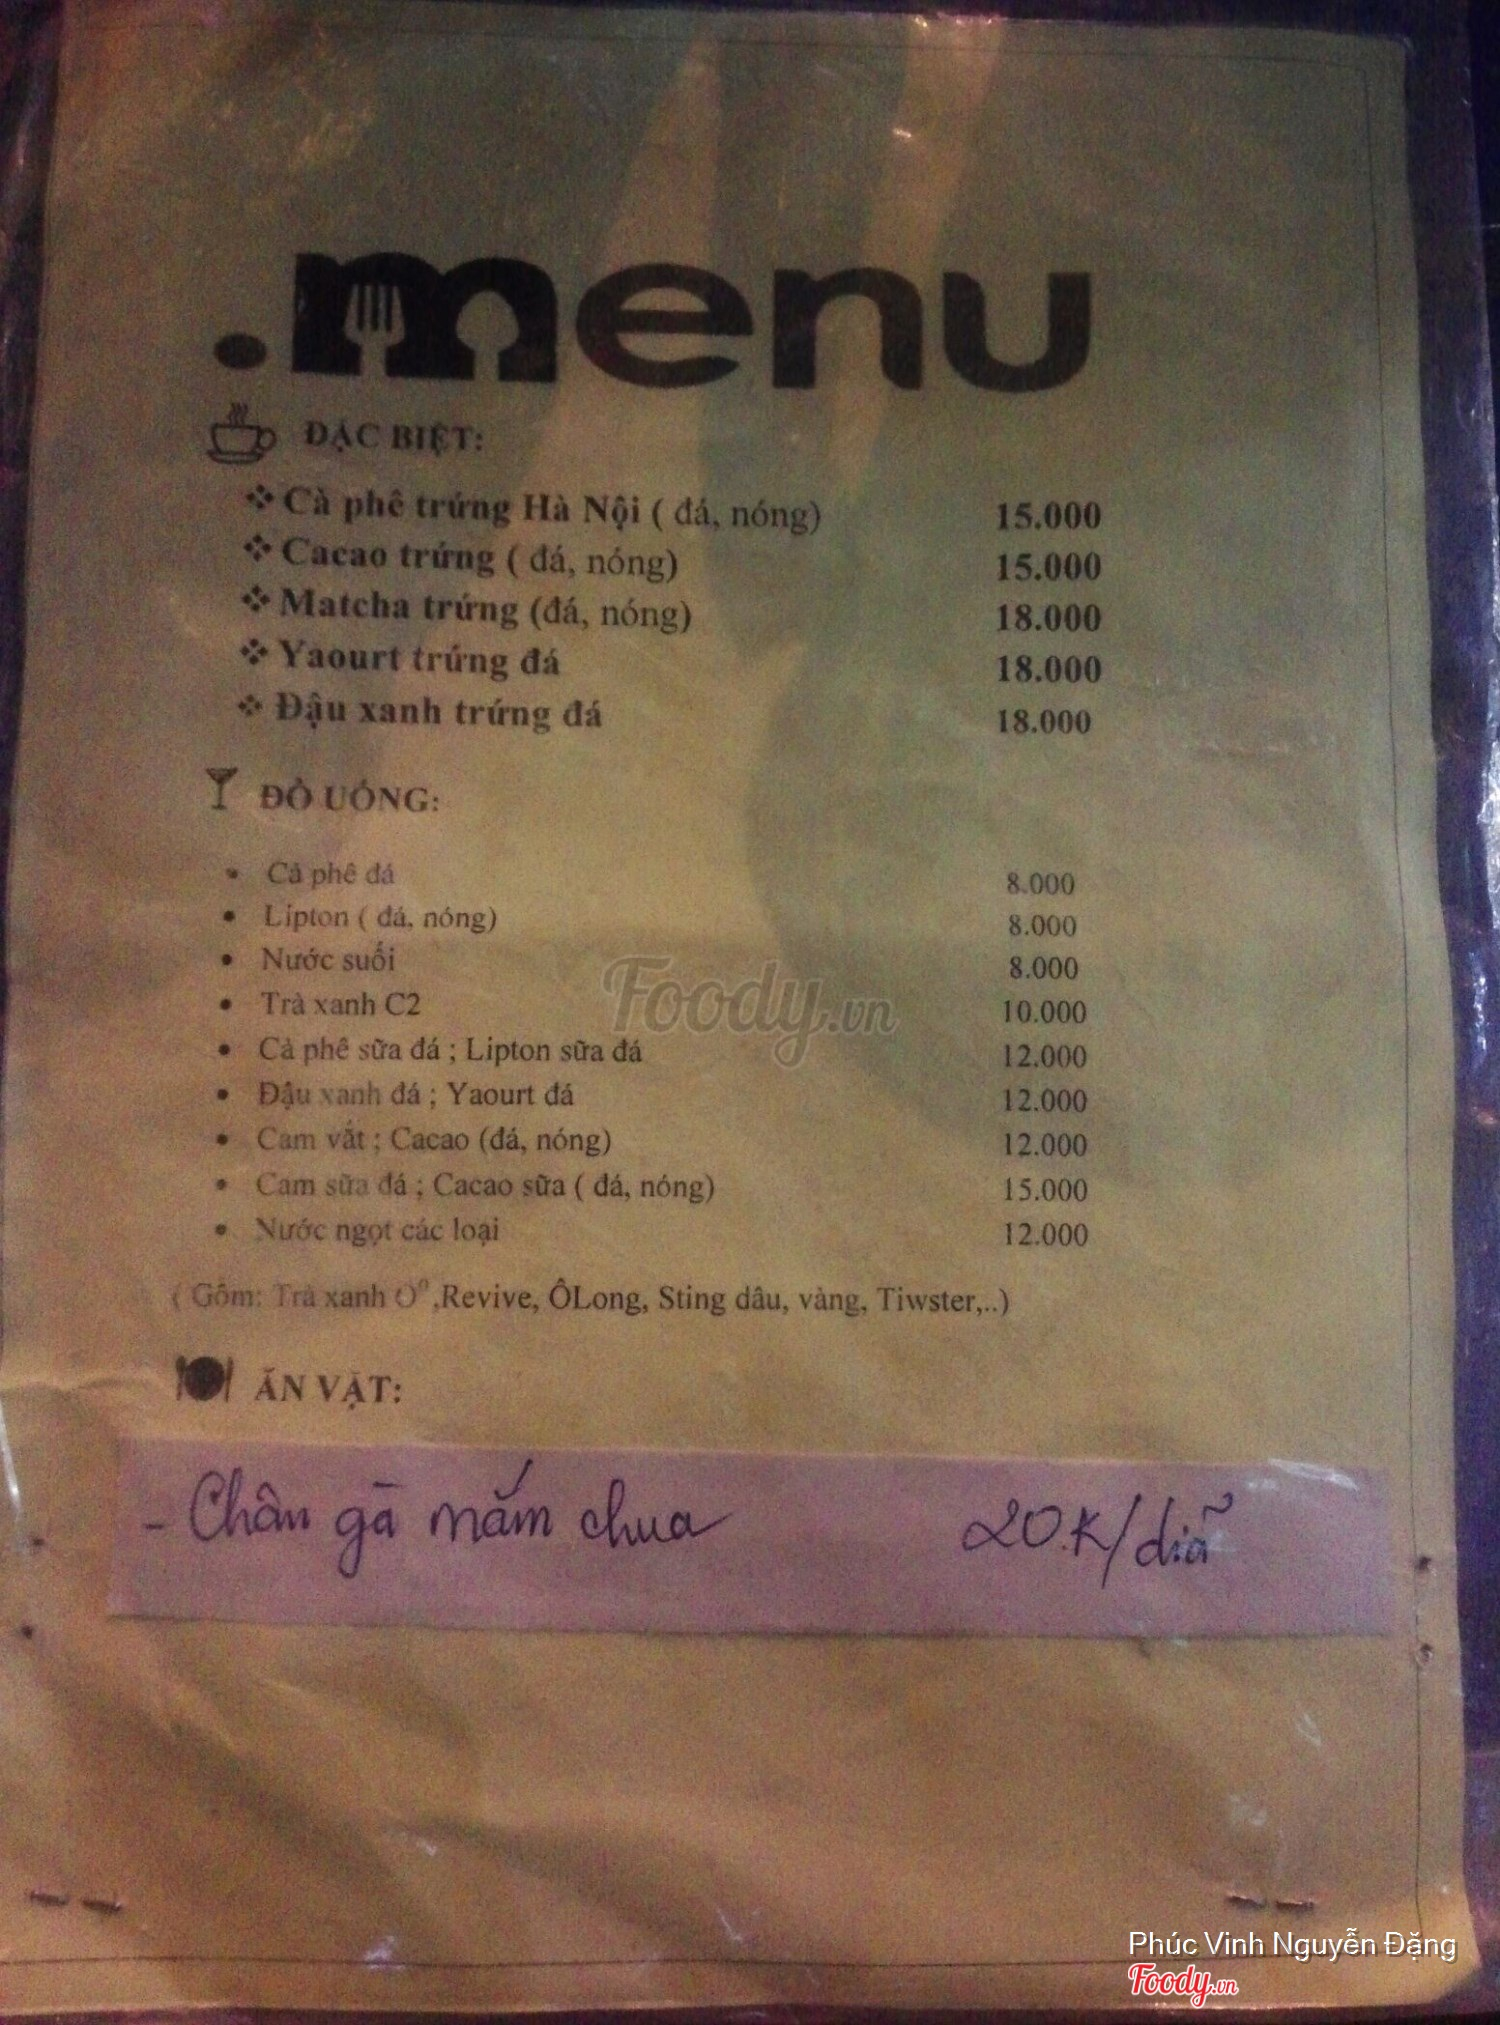 .menu
ĐẶC BIỆT:
Cà phê trứng Hà Nội ( đá, nóng) 15.000
Cacao trứng ( đá, nóng) 15.000
Matcha trứng (đá, nóng) 18.000
Yaourt trứng đá 18.000
Đậu xanh trứng đá 18.000
ĐỒ UỐNG:
Cà phê đá 8.000
Lipton ( đá, nóng) 8.000
Nước suối 8.000
Trà xanh C2 10.000
Cà phê sữa đá ; Lipton sữa đá 12.000
Đậu xanh đá ; Yaourt đá 12.000
Cam vắt ; Cacao (đá, nóng) 12.000
Cam sữa đá ; Cacao sữa ( đá, nóng) 15.000
Nước ngọt các loại 12.000
( Gồm: Trà xanh O⁰ ,Revive, ÔLong, Sting dâu, vàng, Tiwster,..)
ĂN VẶT:
- Chân gà mắm chua 20.K/diã
Foody.vn
Phúc Vinh Nguyễn Đặng
Foody.vn